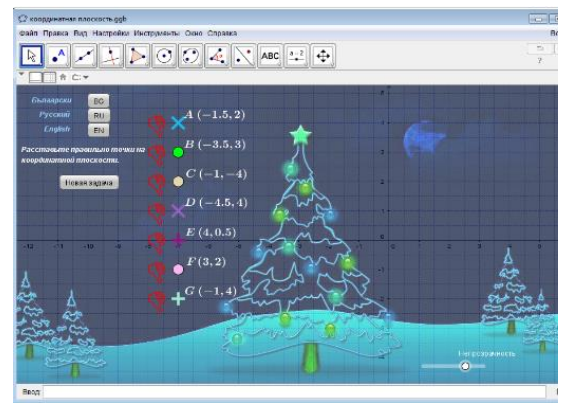 координатная плоскость.ggb
Файл Правка Вид Настройки Инструменты Окно Справка
ABC
a=2
Български BG
Русский RU
English EN
Расставьте правильно точки на
координатной плоскости.
Новая задача
A (−1.5, 2)
B (−3.5, 3)
C (−1, −4)
D (−4.5, 4)
E (4, 0.5)
F (3, 2)
G (−1, 4)
Непрозрачность
Ввод: